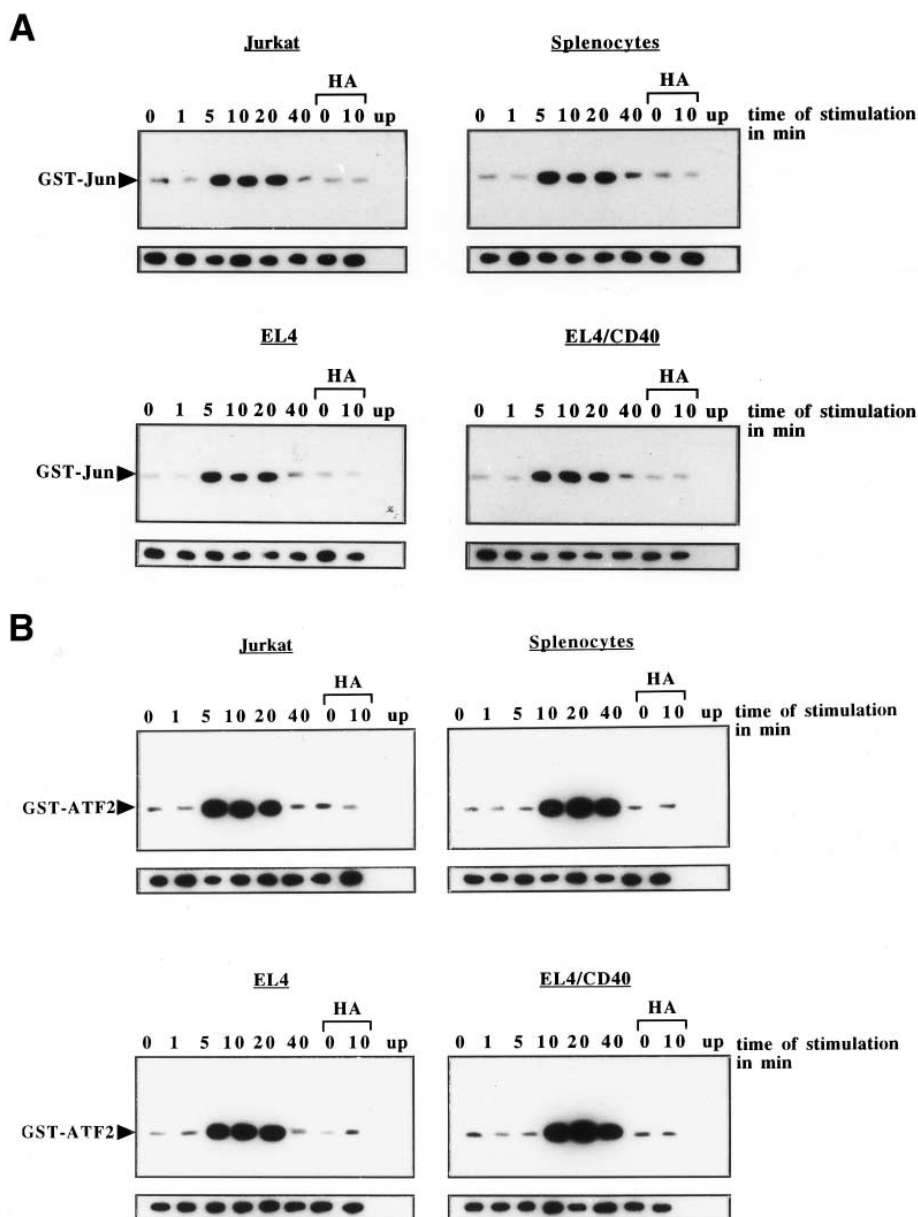 A
Jurkat
Splenocytes
HA
HA
0 1 5 10 20 40 0 10 up
0 1 5 10 20 40 0 10 up
time of stimulation
in min
GST-Jun
EL4
EL4/CD40
HA
HA
0 1 5 10 20 40 0 10 up
0 1 5 10 20 40 0 10 up
time of stimulation
in min
GST-Jun
B
Jurkat
Splenocytes
HA
HA
0 1 5 10 20 40 0 10 up
0 1 5 10 20 40 0 10 up
time of stimulation
in min
GST-ATF2
EL4
EL4/CD40
HA
HA
0 1 5 10 20 40 0 10 up
0 1 5 10 20 40 0 10 up
time of stimulation
in min
GST-ATF2